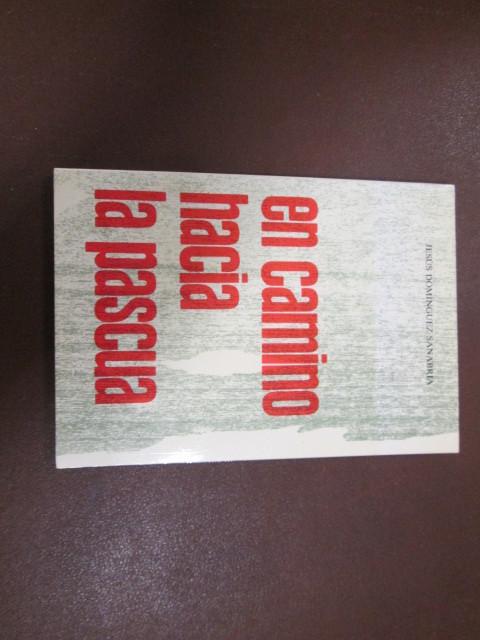 JESUS DOMINGUEZ SANABRIA
en camino
hacia
la pascua